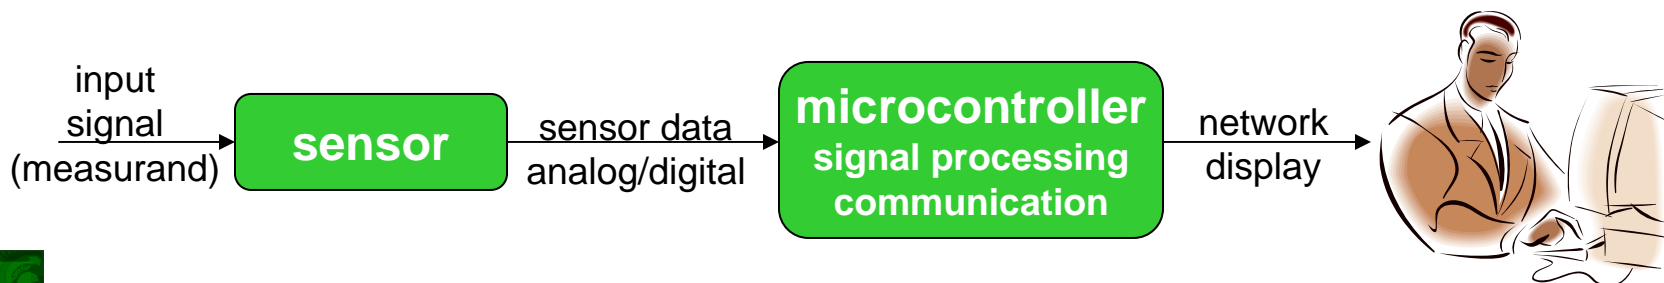 input
signal
(measurand)
sensor
sensor data
analog/digital
microcontroller
signal processing
communication
network
display